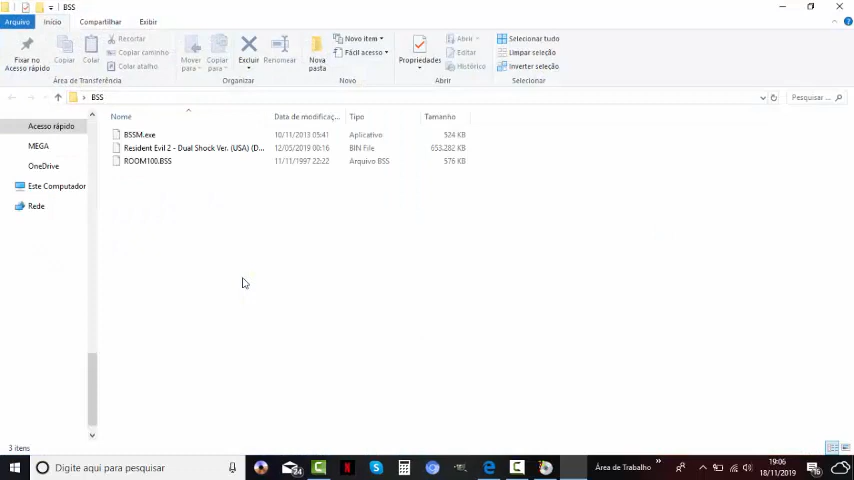 BSS
Arquivo Início Compartilhar Exibir
Fixar no Acesso rápido
Copiar
Colar
Recortar
Copiar caminho
Colar atalho
Área de Transferência
Mover para
Copiar para
Excluir
Renomear
Organizar
Nova pasta
Novo item
Fácil acesso
Novo
Propriedades
Abrir
Editar
Histórico
Abrir
Selecionar tudo
Limpar seleção
Inverter seleção
Selecionar
BSS
Pesquisar ...
Nome Data de modificaç... Tipo Tamanho
Acesso rápido
MEGA
OneDrive
Este Computador
Rede
BSSM.exe 10/11/2013 05:41 Aplicativo 524 KB
Resident Evil 2 - Dual Shock Ver. (USA) (D... 12/05/2019 00:16 BIN File 653.282 KB
ROOM100.BSS 11/11/1997 22:22 Arquivo BSS 576 KB
3 itens
Digite aqui para pesquisar
24
Área de Trabalho
19:06
18/11/2019